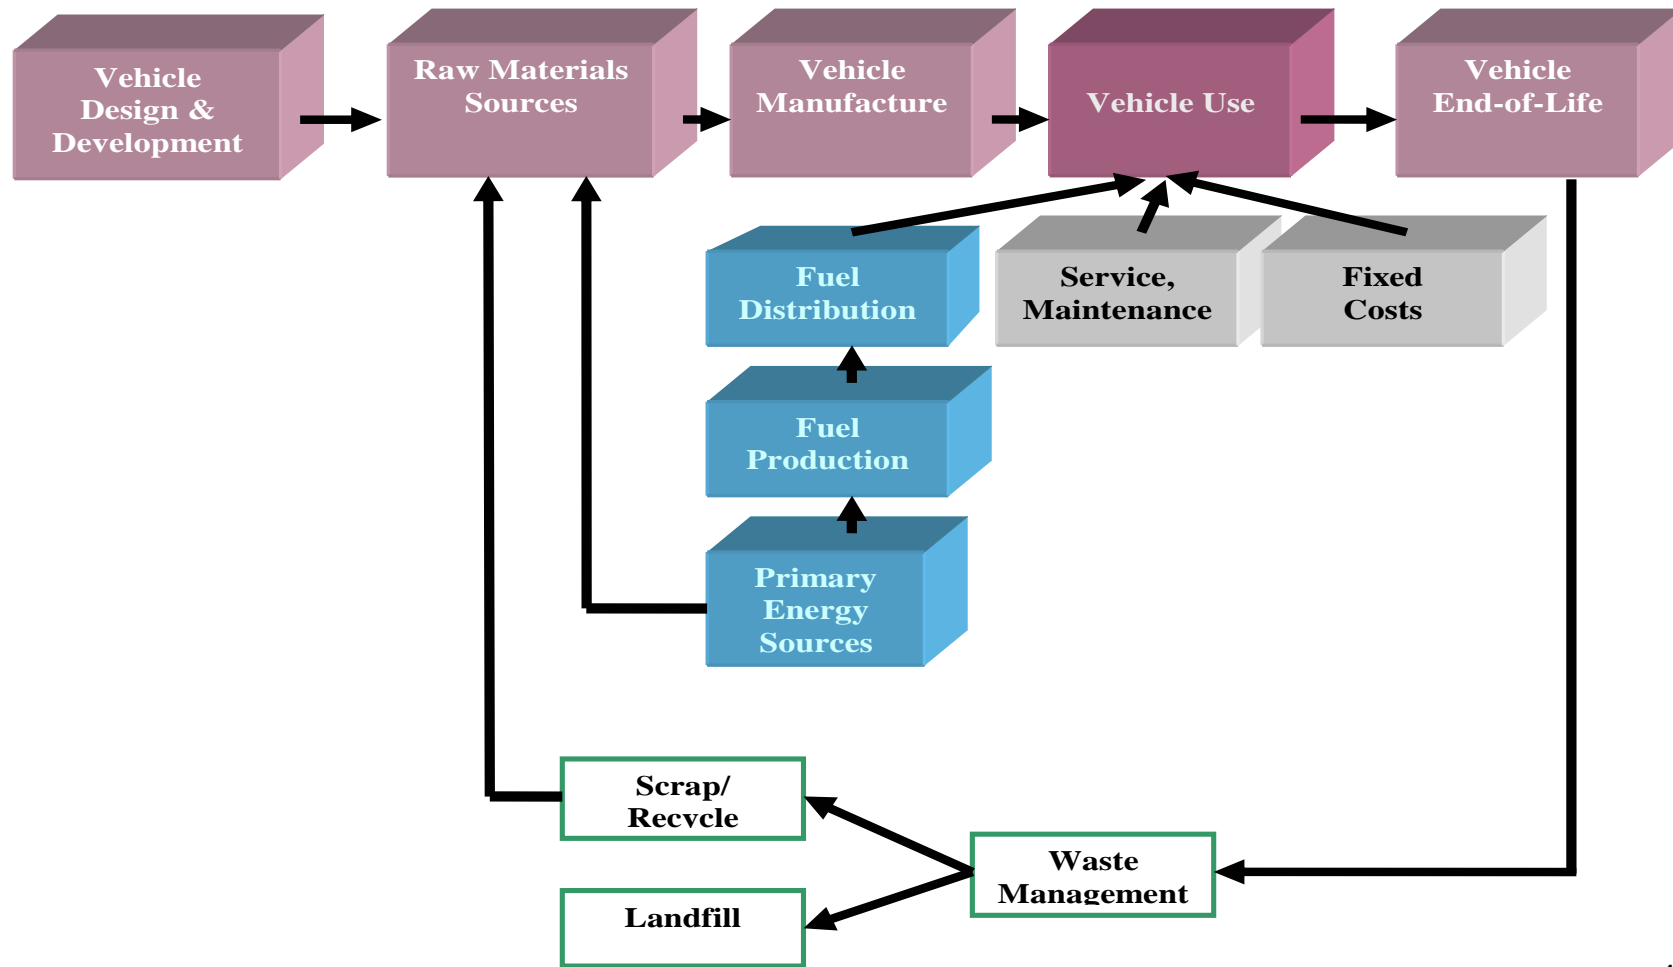 Vehicle
Design &
Development
Raw Materials
Sources
Vehicle
Manufacture
Vehicle Use
Vehicle
End-of-Life
Fuel
Distribution
Service,
Maintenance
Fixed
Costs
Fuel
Production
Primary
Energy
Sources
Scrap/
Recycle
Waste
Management
Landfill